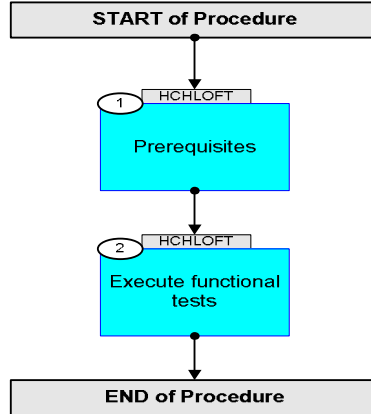 START of Procedure
HCHLOFT
1
Prerequisites
HCHLOFT
2
Execute functional
tests
END of Procedure